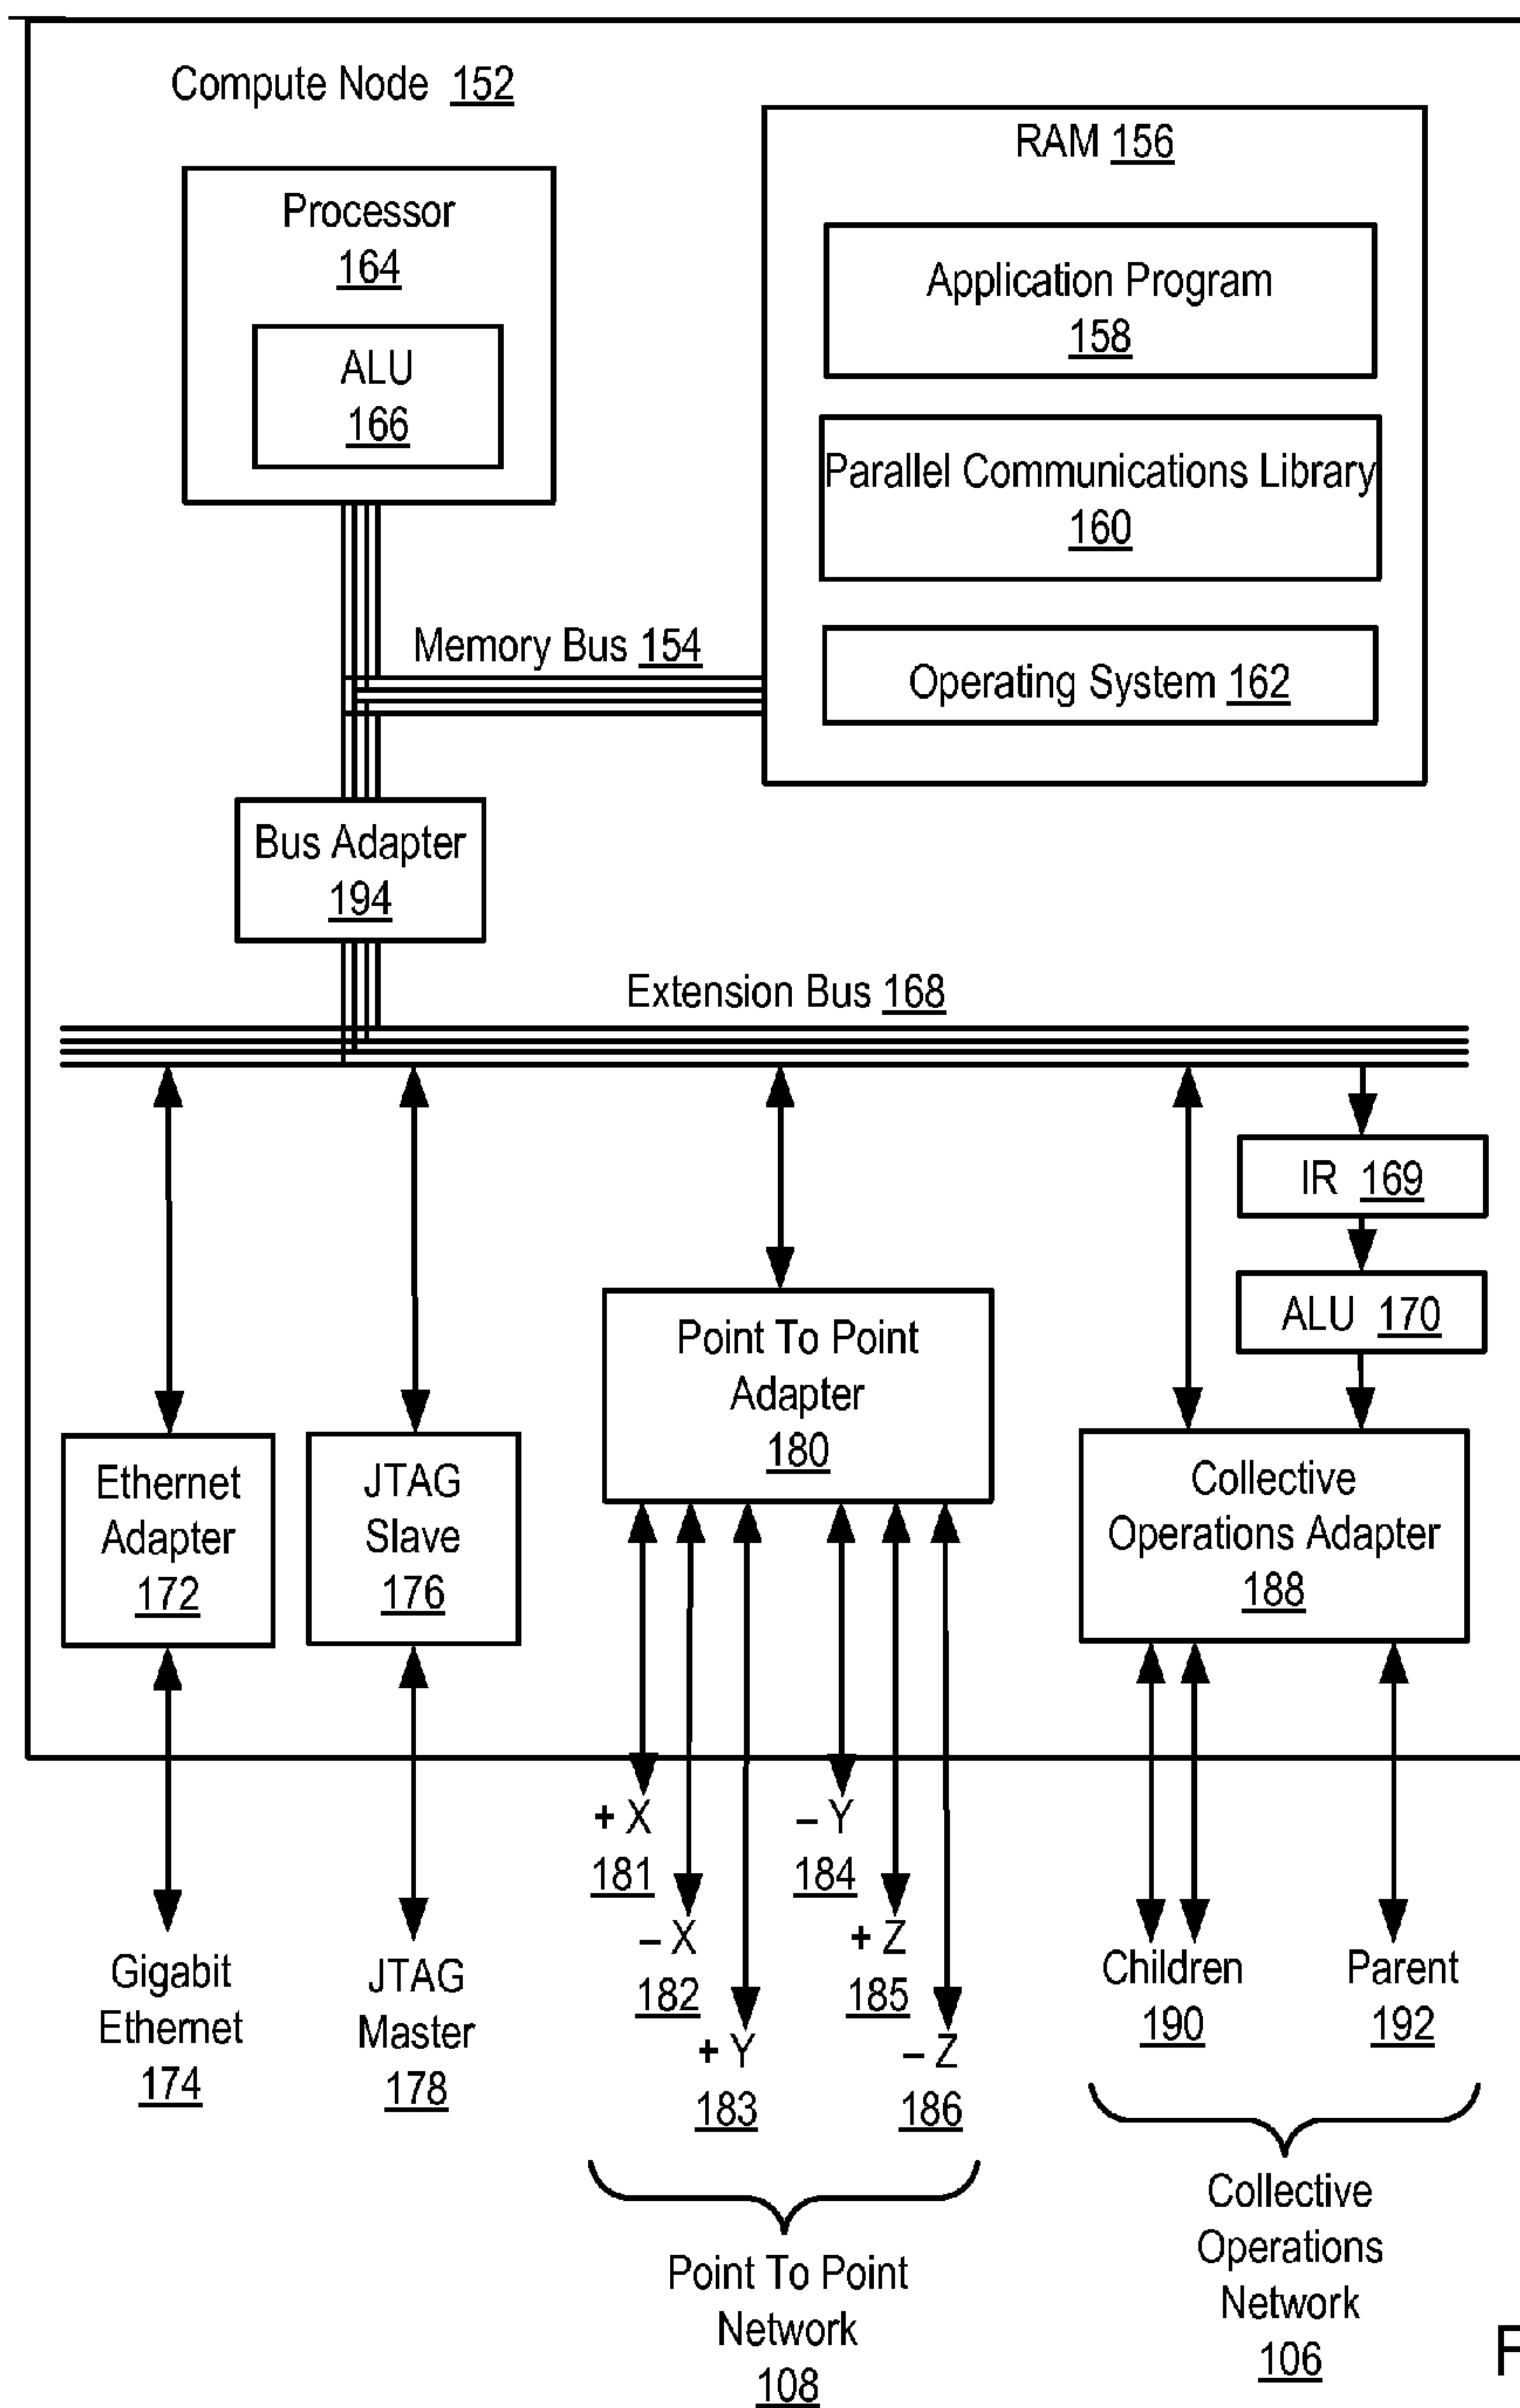 Compute Node 152
RAM 156
Processor
164
ALU
166
Application Program
158
Parallel Communications Library
160
Memory Bus 154
Operating System 162
Bus Adapter
194
Extension Bus 168
IR 169
ALU 170
Point To Point
Adapter
180
Ethernet
Adapter
172
JTAG
Slave
176
Collective
Operations Adapter
188
+ X
181
– X
182
+ Y
183
– Y
184
+ Z
185
– Z
186
Gigabit
Ethernet
174
JTAG
Master
178
Children
190
Parent
192
Point To Point
Network
108
Collective
Operations
Network
106
F